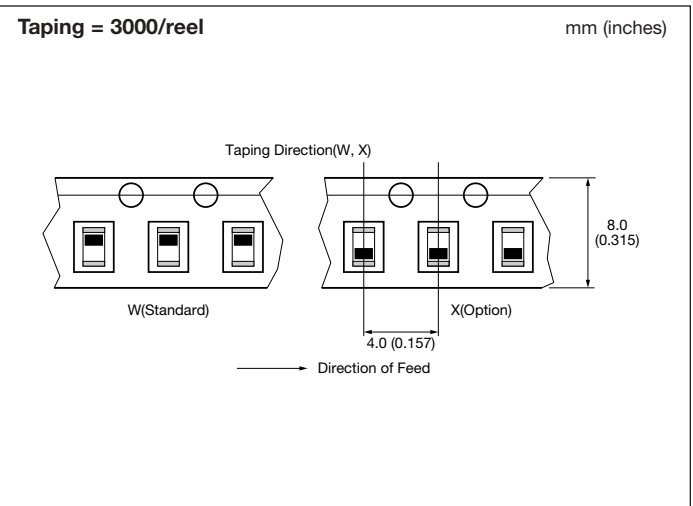 Taping = 3000/reel
mm (inches)
Taping Direction(W, X)
8.0
(0.315)
W(Standard)
X(Option)
4.0 (0.157)
Direction of Feed